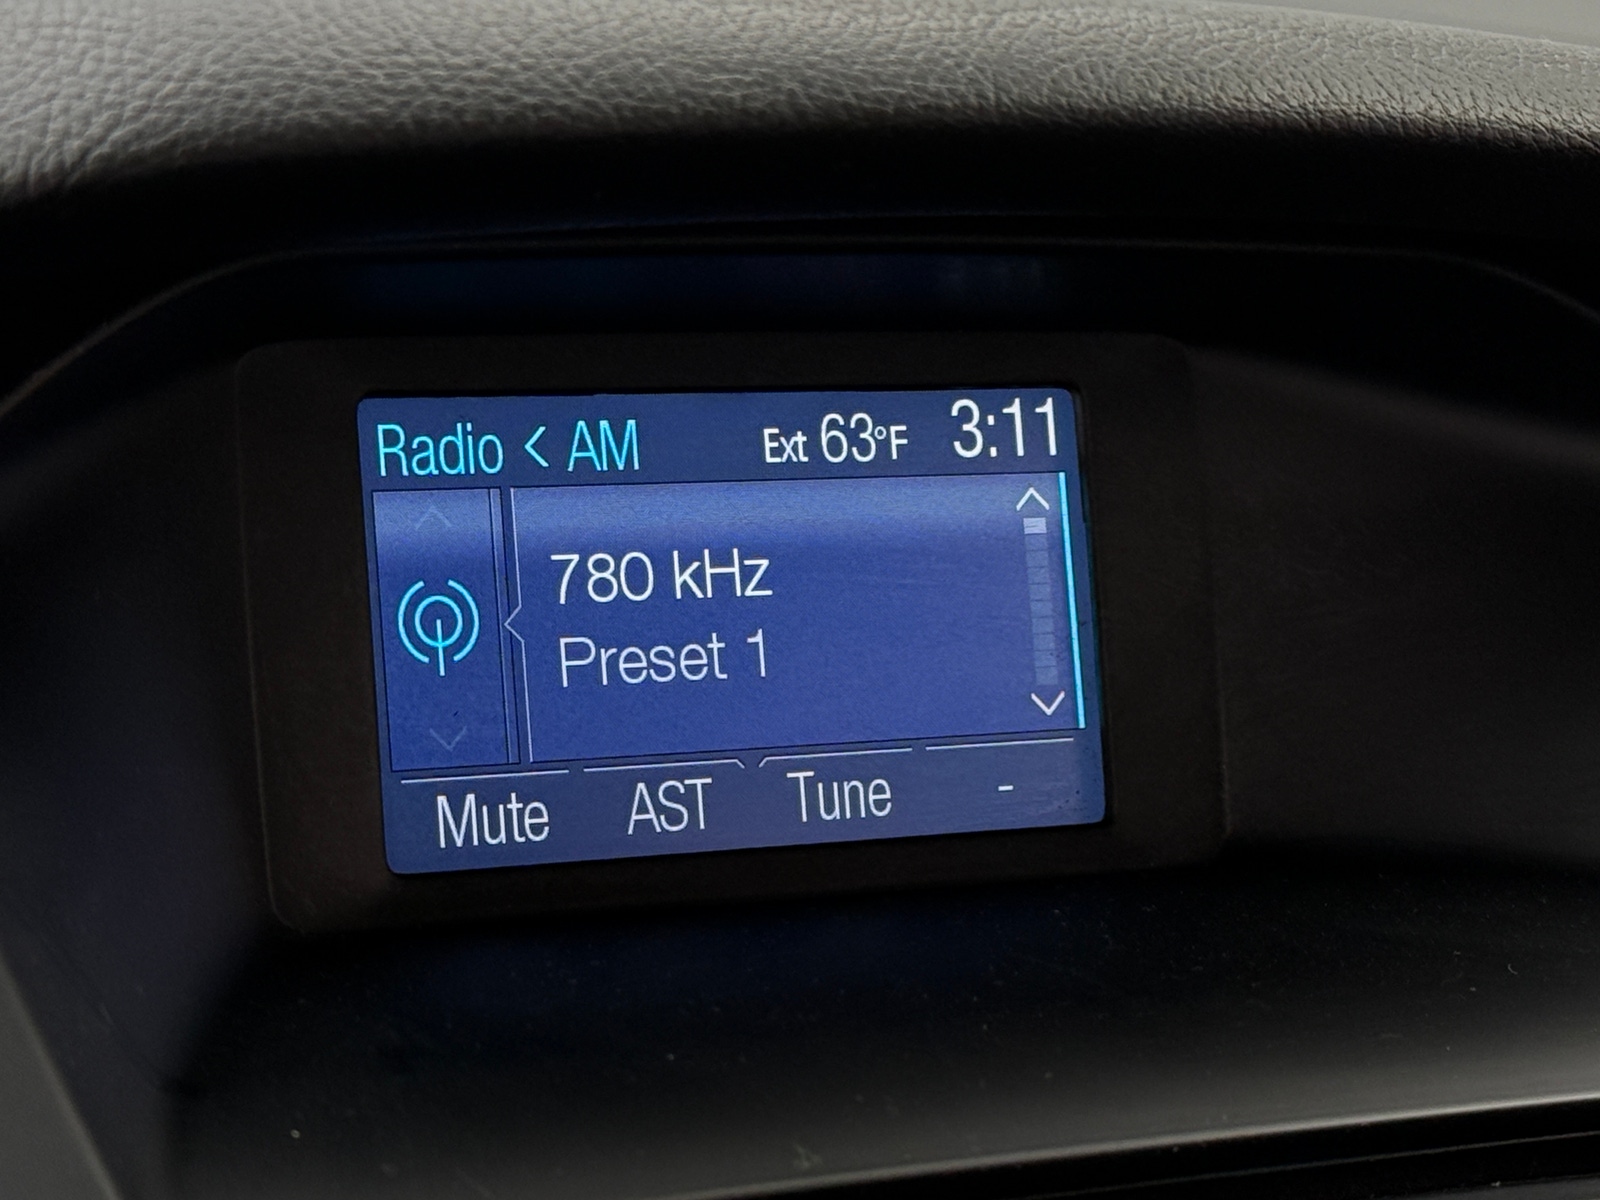 Radio < AM Ext 63°F 3:11
780 kHz
Preset 1
Mute AST Tune -